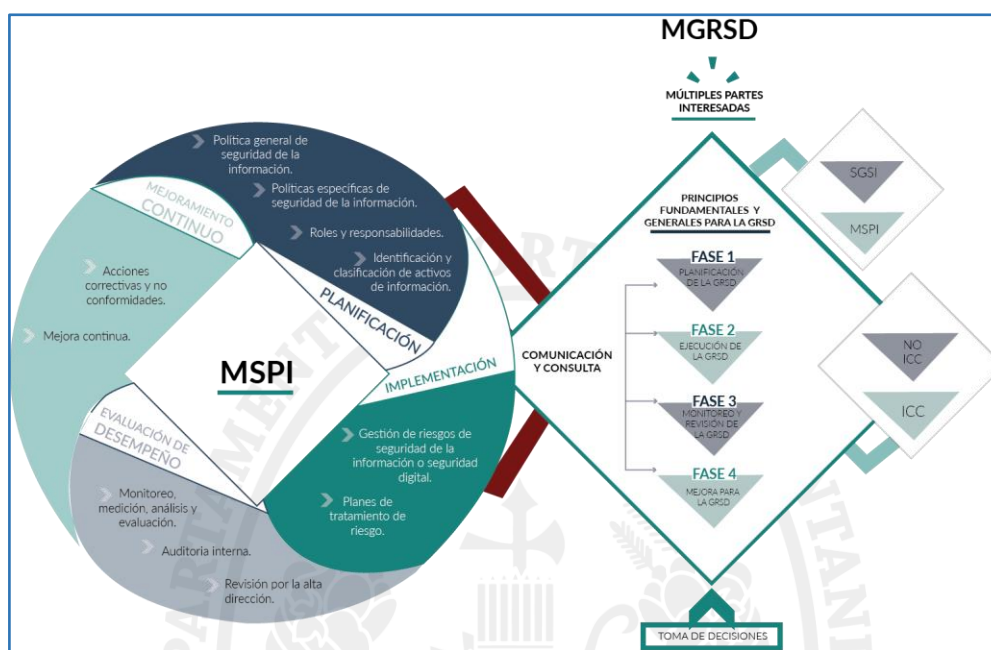 MGRSD
MÚLTIPLES PARTES
INTERESADAS
Política general de
seguridad de la
información.
Políticas específicas de
seguridad de la información.
Roles y responsabilidades.
Identificación y
clasificación de activos
de información.
PLANIFICACIÓN
MEJORAMIENTO
CONTINUO
Acciones
correctivas y no
conformidades.
Mejora continua.
MSPI
IMPLEMENTACIÓN
Gestión de riesgos de
seguridad de la
información o seguridad
digital.
Planes de
tratamiento de
riesgo.
EVALUACIÓN DE
DESEMPEÑO
Monitoreo,
medición, análisis y
evaluación.
Auditoria interna.
Revisión por la alta
dirección.
COMUNICACIÓN
Y CONSULTA
PRINCIPIOS
FUNDAMENTALES Y
GENERALES PARA LA GRSD
FASE 1
PLANIFICACIÓN
DE LA GRSD
FASE 2
EJECUCIÓN DE
LA GRSD
FASE 3
MONITOREO Y
REVISIÓN DE
LA GRSD
FASE 4
MEJORA PARA
LA GRSD
SGSI
MSPI
NO
ICC
ICC
TOMA DE DECISIONES